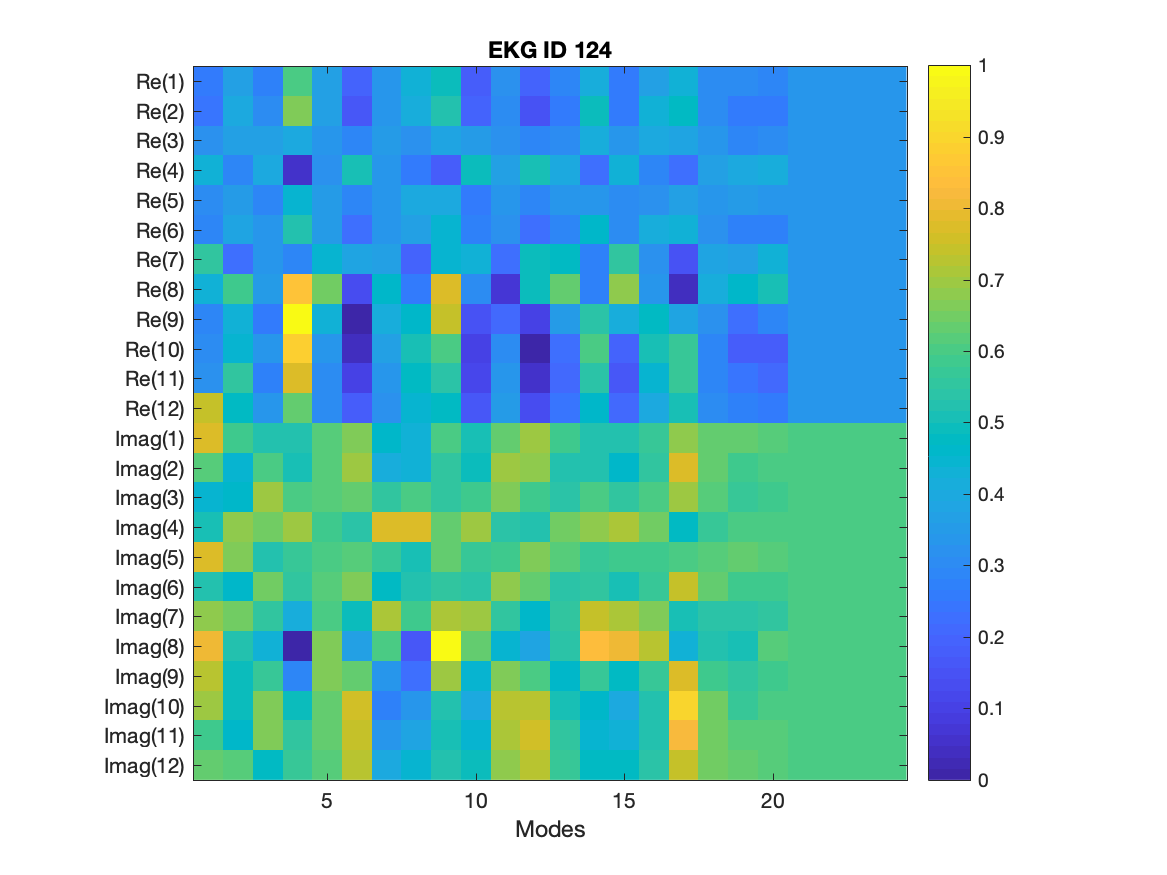 EKG ID 124
Re(1)
Re(2)
Re(3)
Re(4)
Re(5)
Re(6)
Re(7)
Re(8)
Re(9)
Re(10)
Re(11)
Re(12)
Imag(1)
Imag(2)
Imag(3)
Imag(4)
Imag(5)
Imag(6)
Imag(7)
Imag(8)
Imag(9)
Imag(10)
Imag(11)
Imag(12)
5 10 15 20
Modes
1
0.9
0.8
0.7
0.6
0.5
0.4
0.3
0.2
0.1
0